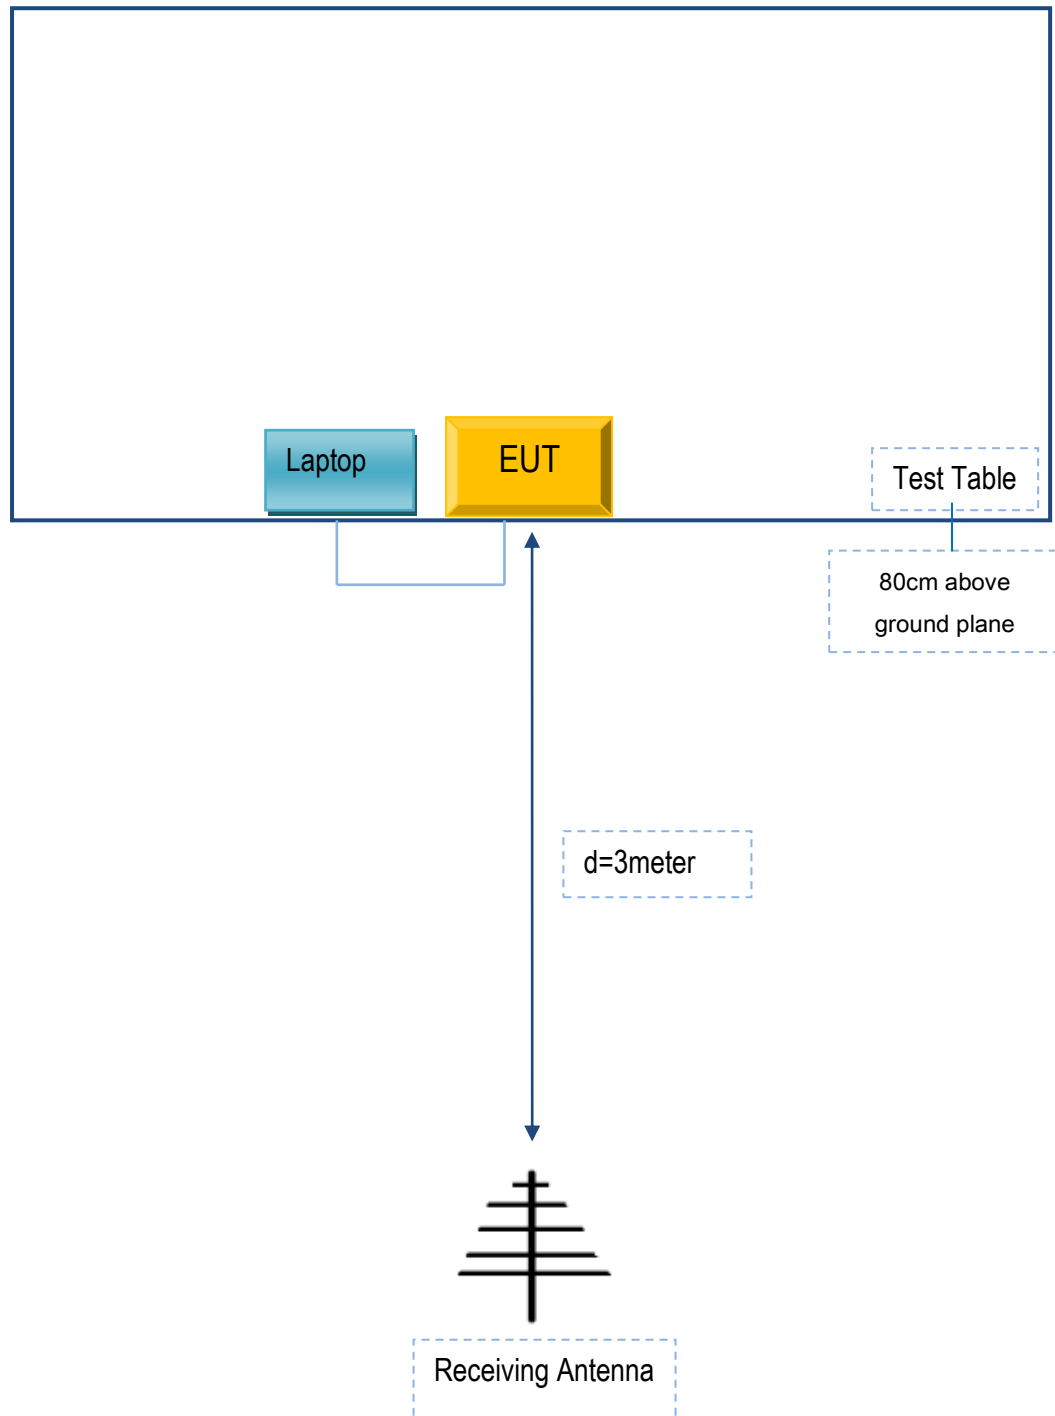 Laptop
EUT
Test Table
80cm above
ground plane
d=3meter
Receiving Antenna